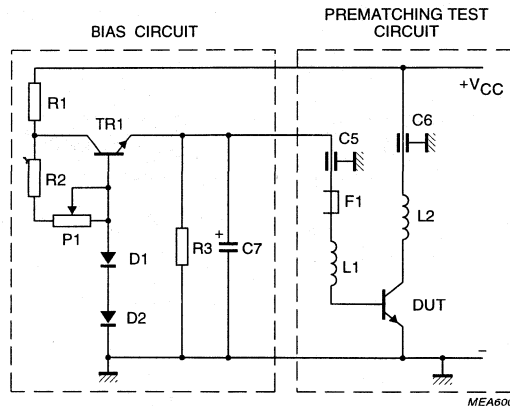 BIAS CIRCUIT
PREMATCHING TEST
CIRCUIT
+VCC
R1
TR1
C5
C6
R2
F1
P1
L2
D1
R3
+
C7
L1
DUT
D2
−
MEA600